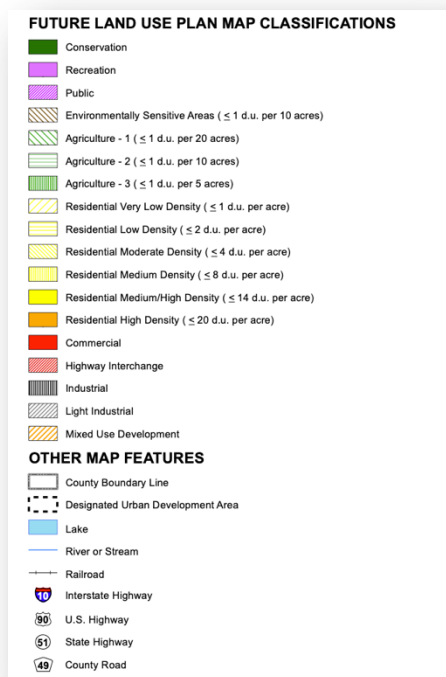 FUTURE LAND USE PLAN MAP CLASSIFICATIONS
Conservation
Recreation
Public
Environmentally Sensitive Areas ( ≤ 1 d.u. per 10 acres)
Agriculture - 1 ( ≤ 1 d.u. per 20 acres)
Agriculture - 2 ( ≤ 1 d.u. per 10 acres)
Agriculture - 3 ( ≤ 1 d.u. per 5 acres)
Residential Very Low Density ( ≤ 1 d.u. per acre)
Residential Low Density ( ≤ 2 d.u. per acre)
Residential Moderate Density ( ≤ 4 d.u. per acre)
Residential Medium Density ( ≤ 8 d.u. per acre)
Residential Medium/High Density ( ≤ 14 d.u. per acre)
Residential High Density ( ≤ 20 d.u. per acre)
Commercial
Highway Interchange
Industrial
Light Industrial
Mixed Use Development
OTHER MAP FEATURES
County Boundary Line
Designated Urban Development Area
Lake
River or Stream
Railroad
10 Interstate Highway
90 U.S. Highway
51 State Highway
49 County Road